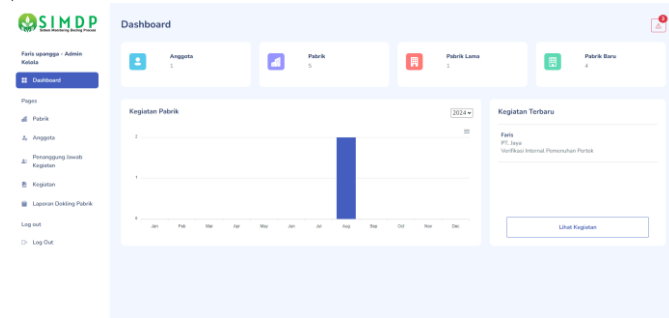 SIMDP
Sistem Monitoring Dokling Proses
Faris upangga - Admin
Kelola
Dashboard
Pages
Pabrik
Anggota
Penanggung Jawab
Kegiatan
Kegiatan
Laporan Dokling Pabrik
Log out
Log Out
Dashboard
3
Anggota
1
Pabrik
5
Pabrik Lama
1
Pabrik Baru
4
Kegiatan Pabrik
2024
2
1
0
Jan Feb Mar Apr May Jun Jul Aug Sep Oct Nov Dec
Kegiatan Terbaru
Faris
PT. Jaya
Verifikasi Internal Pemenuhan Pertek
Lihat Kegiatan